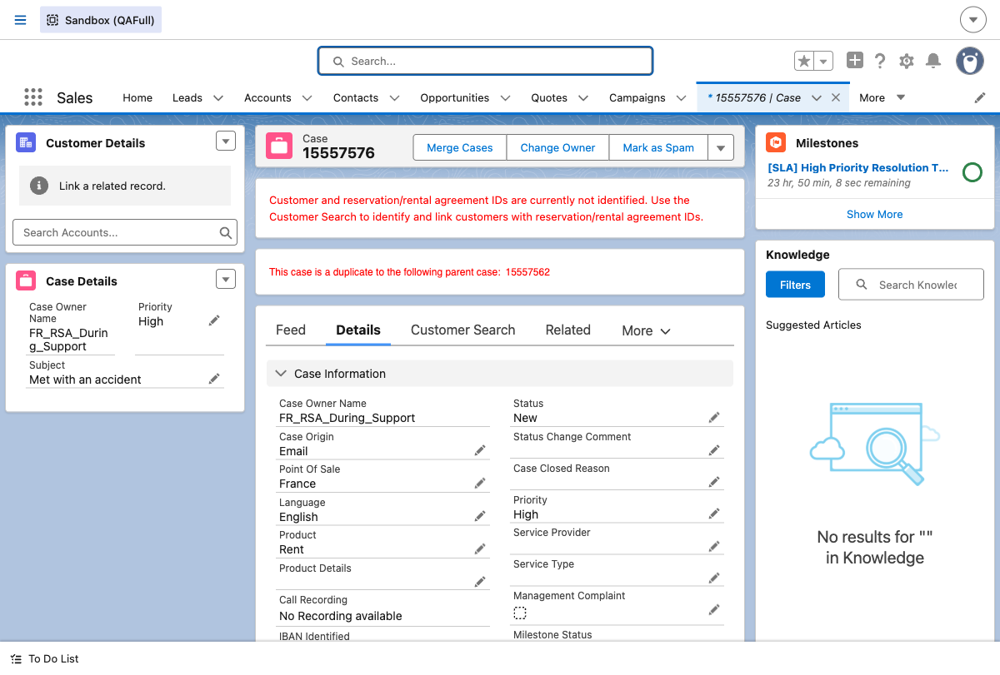 Sandbox (QAFull)
Search...
Sales
Home
Leads
Accounts
Contacts
Opportunities
Quotes
Campaigns
* 15557576 | Case
More
Customer Details
Link a related record.
Search Accounts...
Case Details
Case Owner
Name
FR_RSA_Durin
g_Support
Priority
High
Subject
Met with an accident
Case
15557576
Merge Cases
Change Owner
Mark as Spam
Customer and reservation/rental agreement IDs are currently not identified. Use the
Customer Search to identify and link customers with reservation/rental agreement IDs.
This case is a duplicate to the following parent case: 15557562
Feed
Details
Customer Search
Related
More
Case Information
Case Owner Name
FR_RSA_During_Support
Case Origin
Email
Point Of Sale
France
Language
English
Product
Rent
Product Details
Call Recording
No Recording available
IBAN Identified
Status
New
Status Change Comment
Case Closed Reason
Priority
High
Service Provider
Service Type
Management Complaint
Milestone Status
Milestones
[SLA] High Priority Resolution T...
23 hr, 50 min, 8 sec remaining
Show More
Knowledge
Filters
Search Knowlec
Suggested Articles
No results for ""
in Knowledge
To Do List